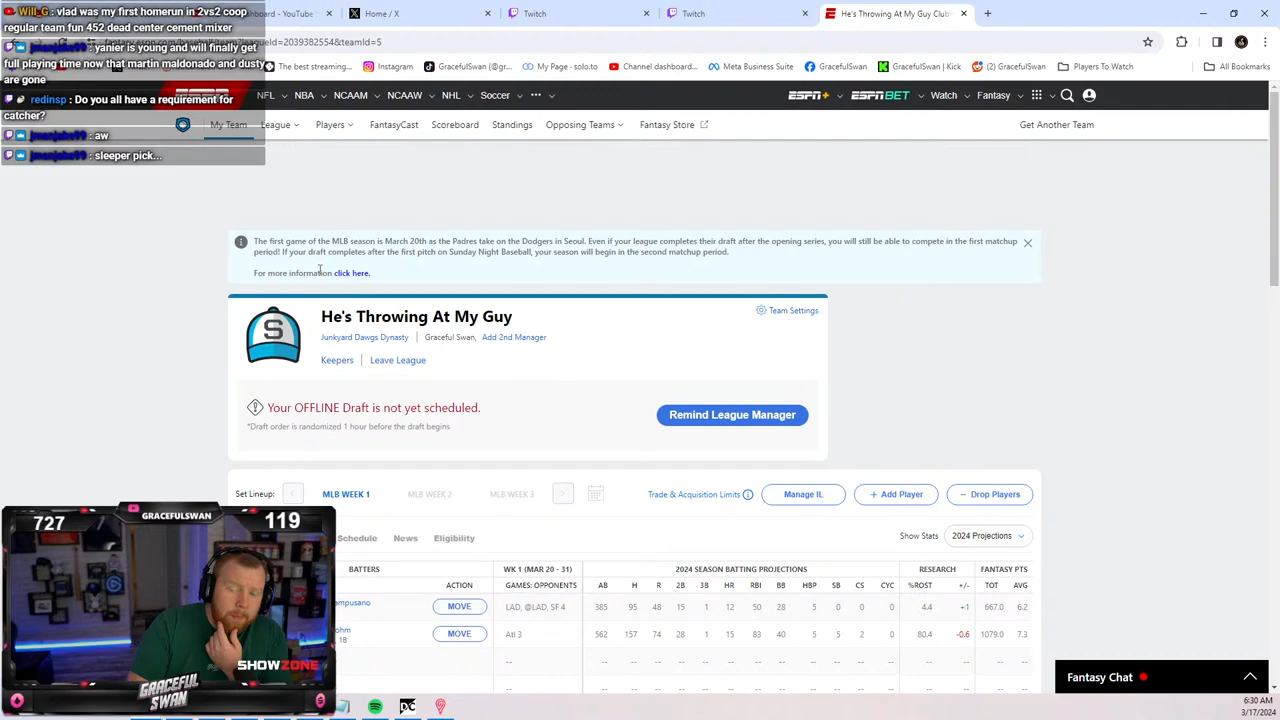 Will_G : vlad was my first homerun in 2vs2 coop
regular team fun 452 dead center cement mixer
jmanjake99 : yanier is young and will finally get
full playing time now that martin maldonado and dusty
are gone
redinsp : Do you all have a requirement for
catcher?
jmanjake99 : aw
jmanjake99 : sleeper pick...
board - YouTube
Home / X
Twitch
Twitch
He's Throwing At My Guy Club
leagueId=2039382554&teamId=5
The best streaming...
Instagram
GracefulSwan (@gr...
My Page - solo.to
Channel dashboard...
Meta Business Suite
GracefulSwan
GracefulSwan | Kick
(2) GracefulSwan
Players To Watch
All Bookmarks
NFL
NBA
NCAAM
NCAAW
NHL
Soccer
ESPN+
ESPN BET
Watch
Fantasy
My Team
League
Players
FantasyCast
Scoreboard
Standings
Opposing Teams
Fantasy Store
Get Another Team
The first game of the MLB season is March 20th as the Padres take on the Dodgers in Seoul. Even if your league completes their draft after the opening series, you will still be able to compete in the first matchup
period! If your draft completes after the first pitch on Sunday Night Baseball, your season will begin in the second matchup period.
For more information click here.
He's Throwing At My Guy
Team Settings
Junkyard Dawgs Dynasty
Graceful Swan, Add 2nd Manager
Keepers
Leave League
Your OFFLINE Draft is not yet scheduled.
*Draft order is randomized 1 hour before the draft begins
Remind League Manager
Set Lineup:
MLB WEEK 1
MLB WEEK 2
MLB WEEK 3
Trade & Acquisition Limits
Manage IL
+ Add Player
− Drop Players
Schedule
News
Eligibility
Show Stats
2024 Projections
BATTERS
WK 1 (MAR 20 - 31)
2024 SEASON BATTING PROJECTIONS
RESEARCH
FANTASY PTS
ACTION
GAMES: OPPONENTS
AB H R 2B 3B HR RBI BB HBP SB CS CYC
%ROST +/-
TOT AVG
ampusano
MOVE
LAD, @LAD, SF 4
385 95 48 15 1 12 50 28 5 0 0 0
4.4 +1
667.0 6.2
ohm
18
MOVE
Atl 3
562 157 74 28 1 15 83 40 5 5 2 0
80.4 -0.6
1079.0 7.3
--
--
-- -- -- -- -- -- -- -- -- -- -- --
-- --
-- --
727
GRACEFULSWAN
119
SHOWZONE
GRACEFUL
SWAN
Fantasy Chat
6:30 AM
3/17/2024